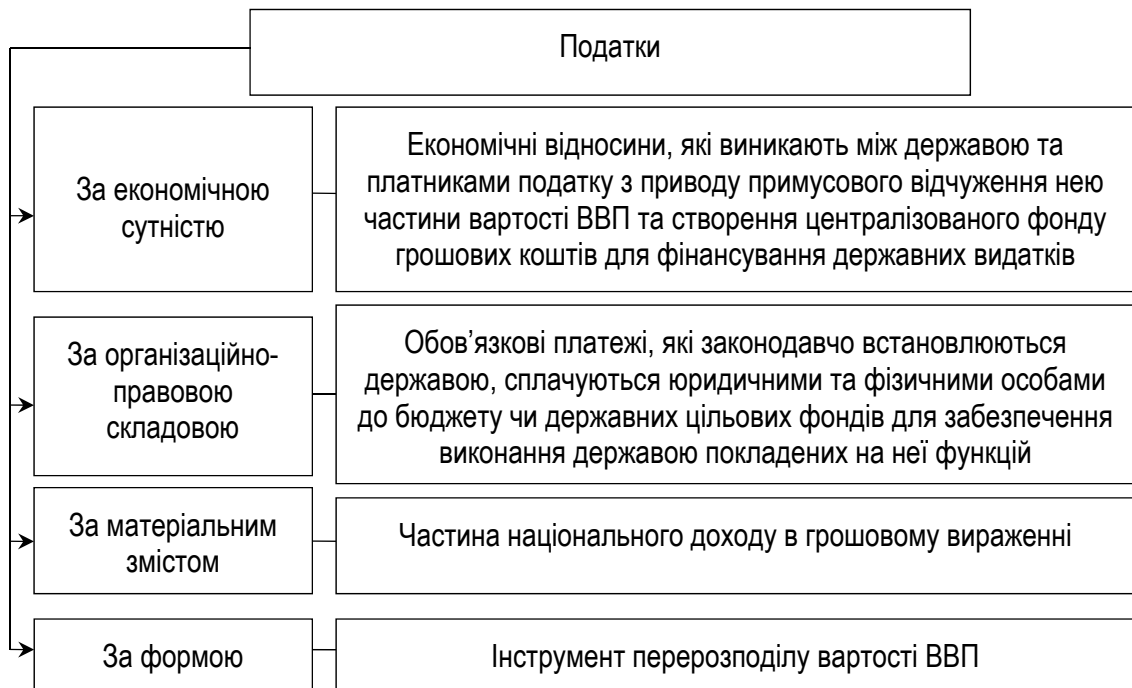 Податки
За економічною
сутністю
Економічні відносини, які виникають між державою та
платниками податку з приводу примусового відчуження нею
частини вартості ВВП та створення централізованого фонду
грошових коштів для фінансування державних видатків
За організаційно-
правовою
складовою
Обов’язкові платежі, які законодавчо встановлюються
державою, сплачуються юридичними та фізичними особами
до бюджету чи державних цільових фондів для забезпечення
виконання державою покладених на неї функцій
За матеріальним
змістом
Частина національного доходу в грошовому вираженні
За формою
Інструмент перерозподілу вартості ВВП